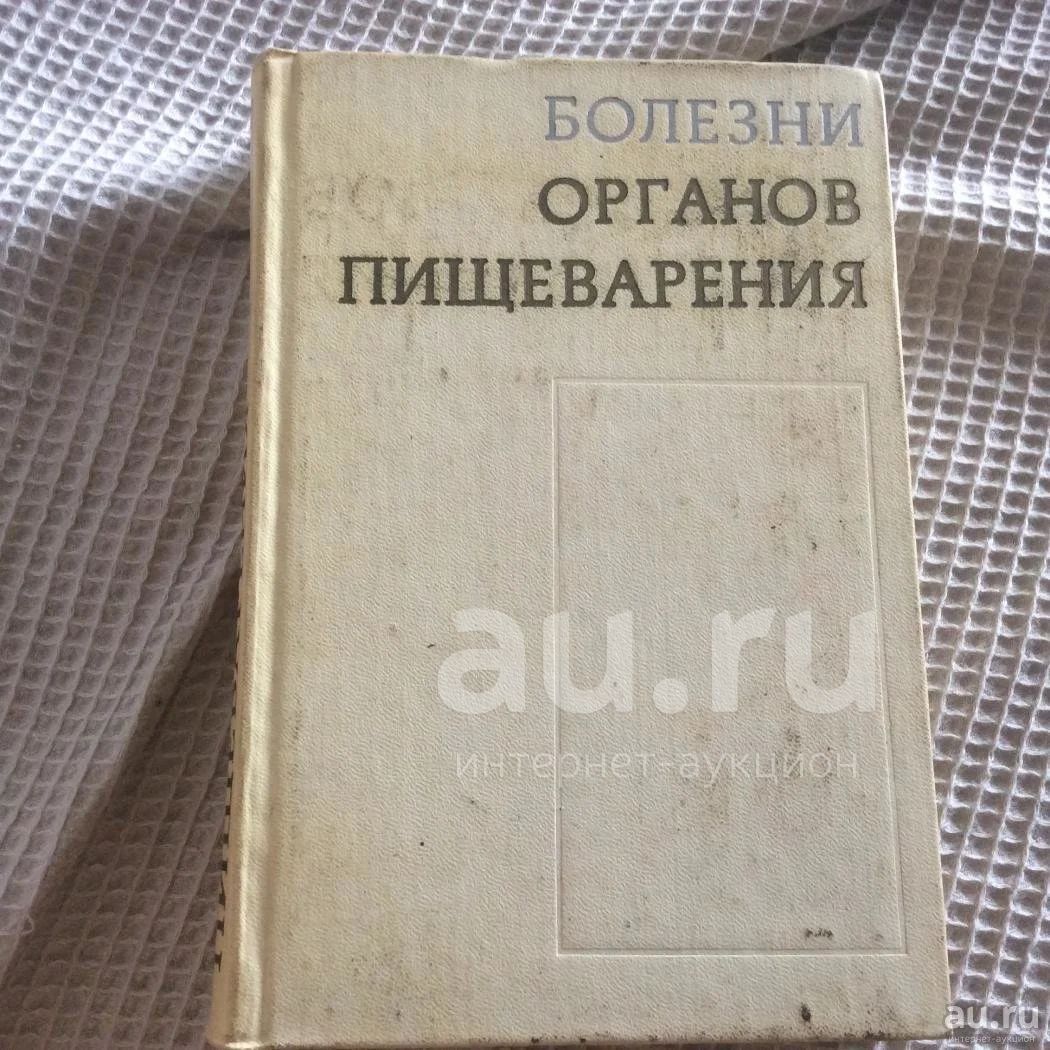 БОЛЕЗНИ
ОРГАНОВ
ПИЩЕВАРЕНИЯ
au.ru
интернет-аукцион
au.ru
интернет-аукцион